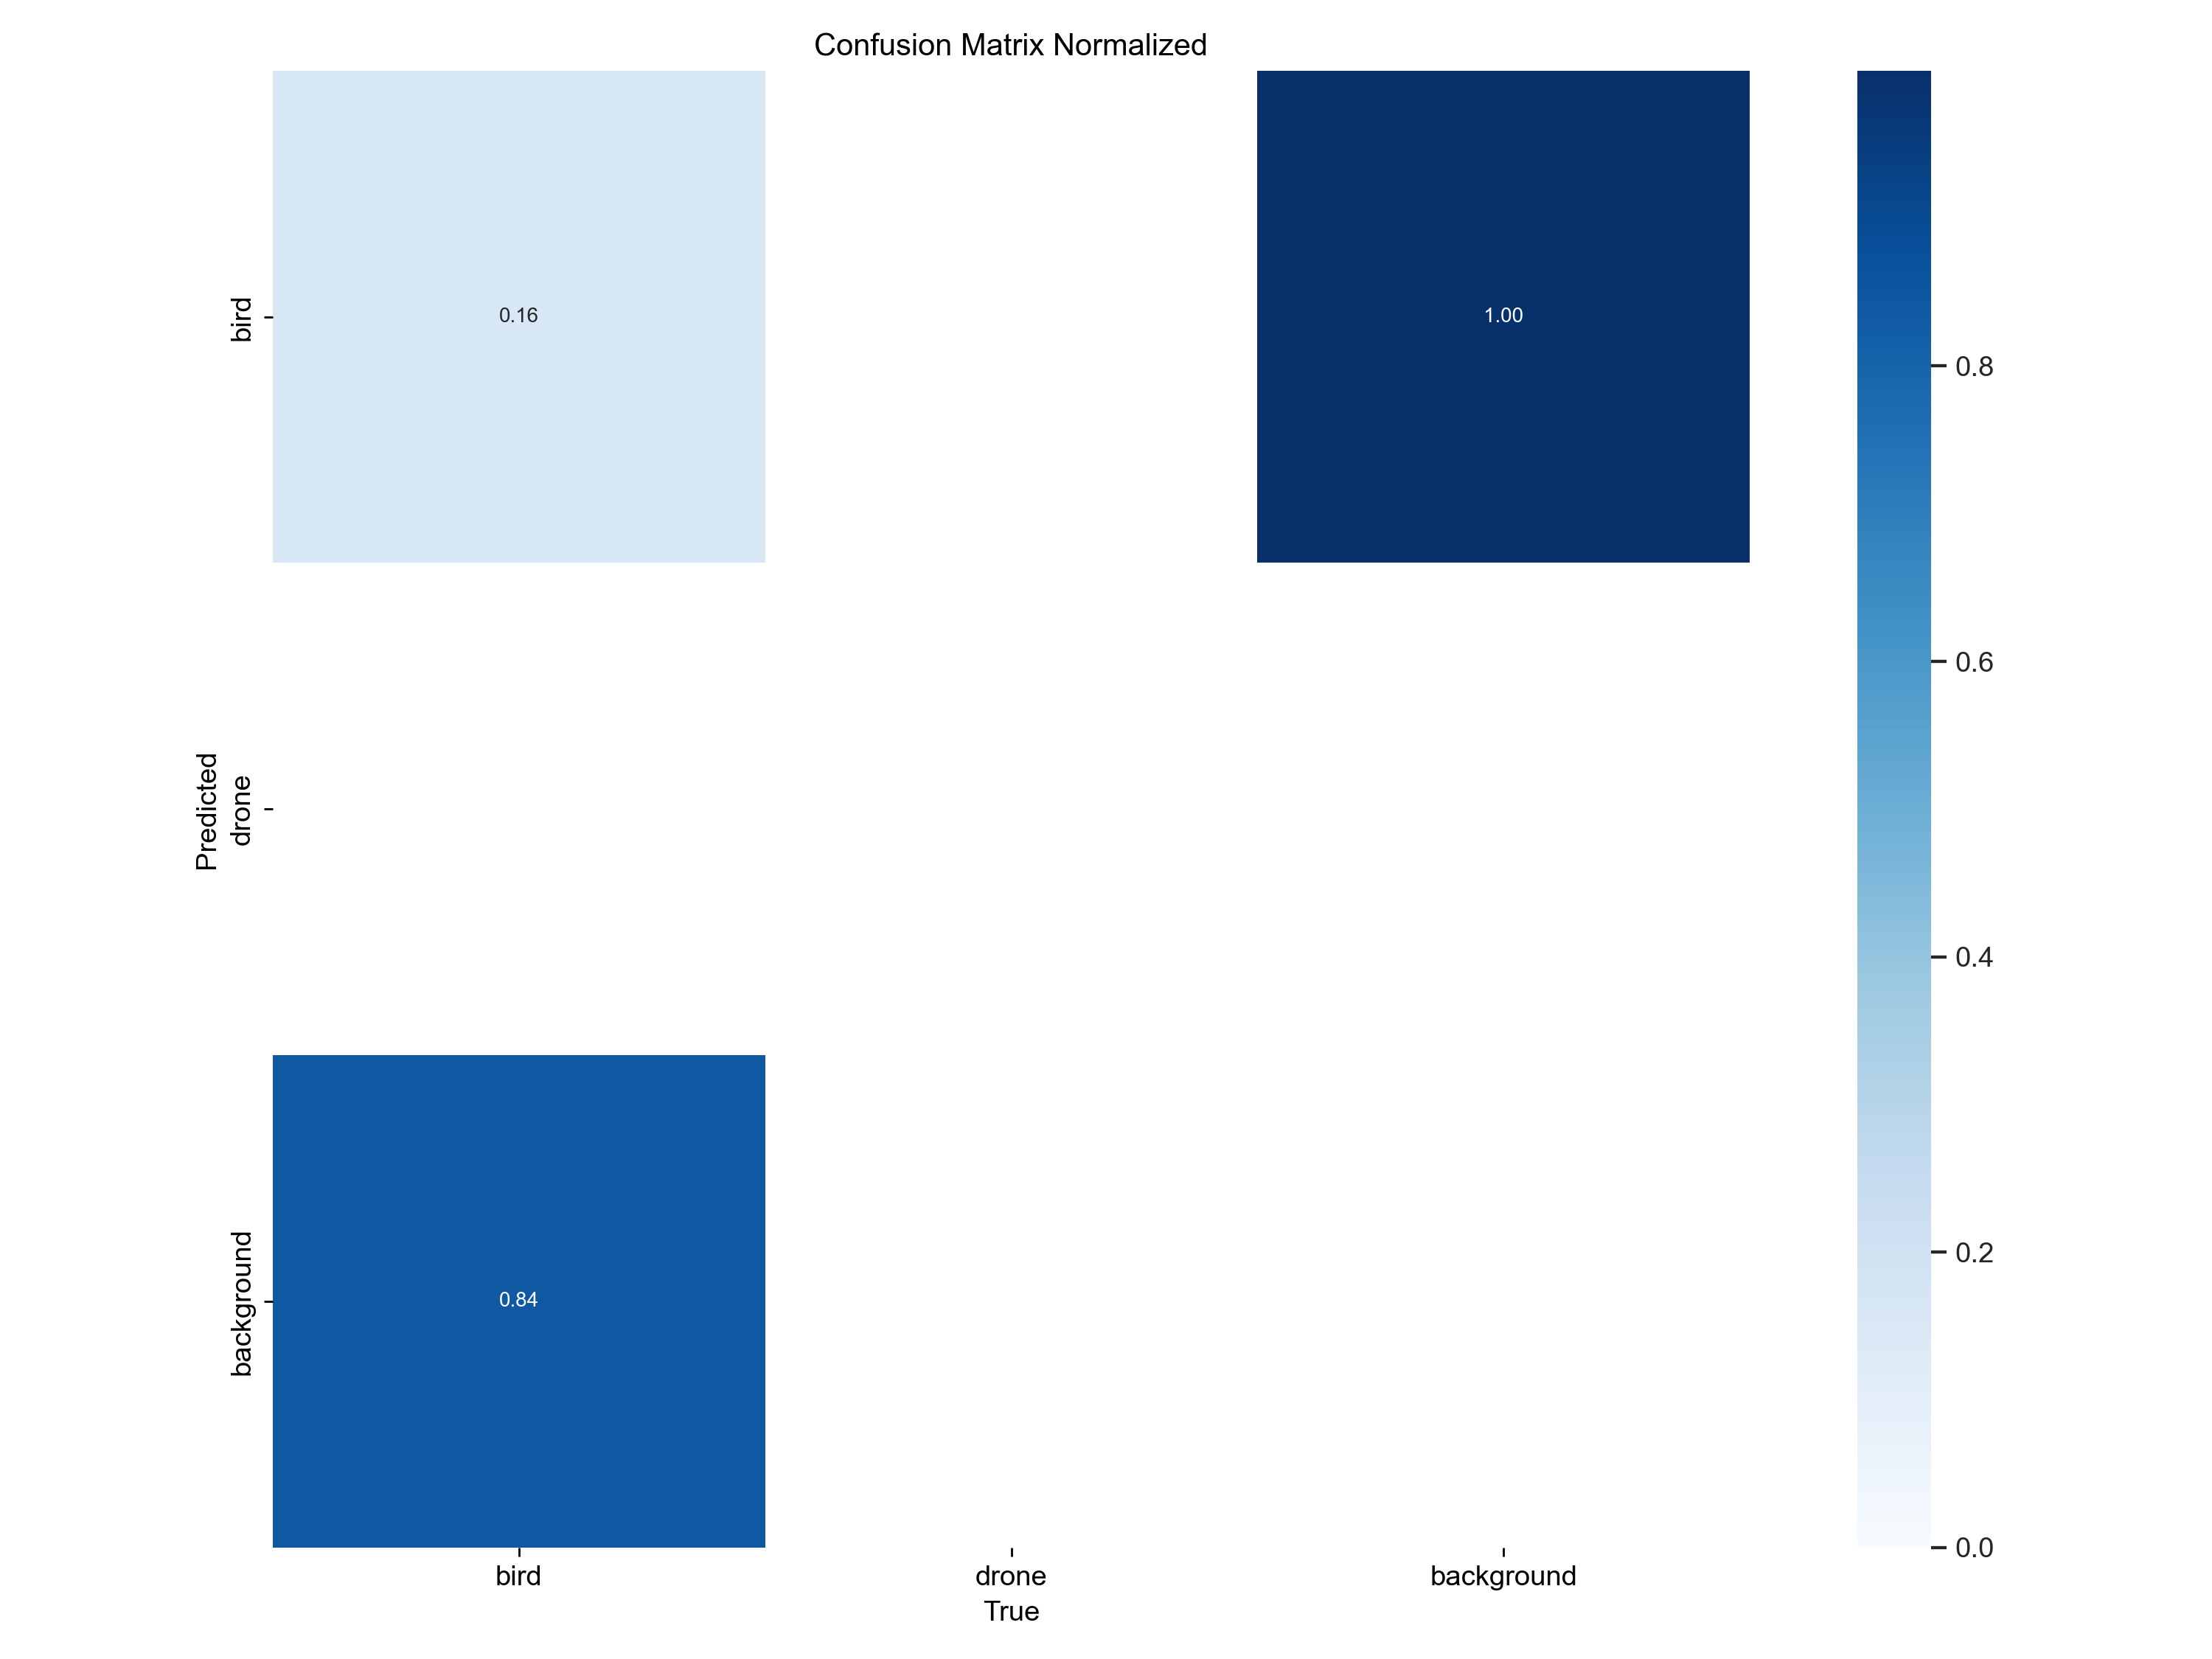 Confusion Matrix Normalized
bird
0.16
1.00
Predicted
drone
background
0.84
bird
drone
background
True
0.8
0.6
0.4
0.2
0.0